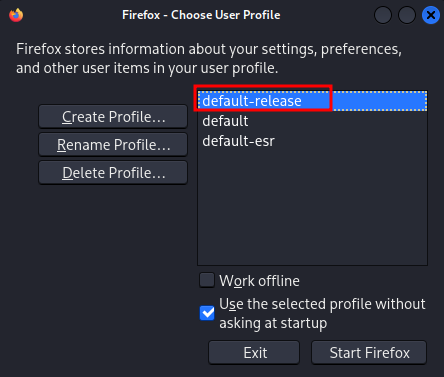 Firefox - Choose User Profile
Firefox stores information about your settings, preferences,
and other user items in your user profile.
Create Profile...
Rename Profile...
Delete Profile...
default-release
default
default-esr
Work offline
Use the selected profile without
asking at startup
Exit
Start Firefox